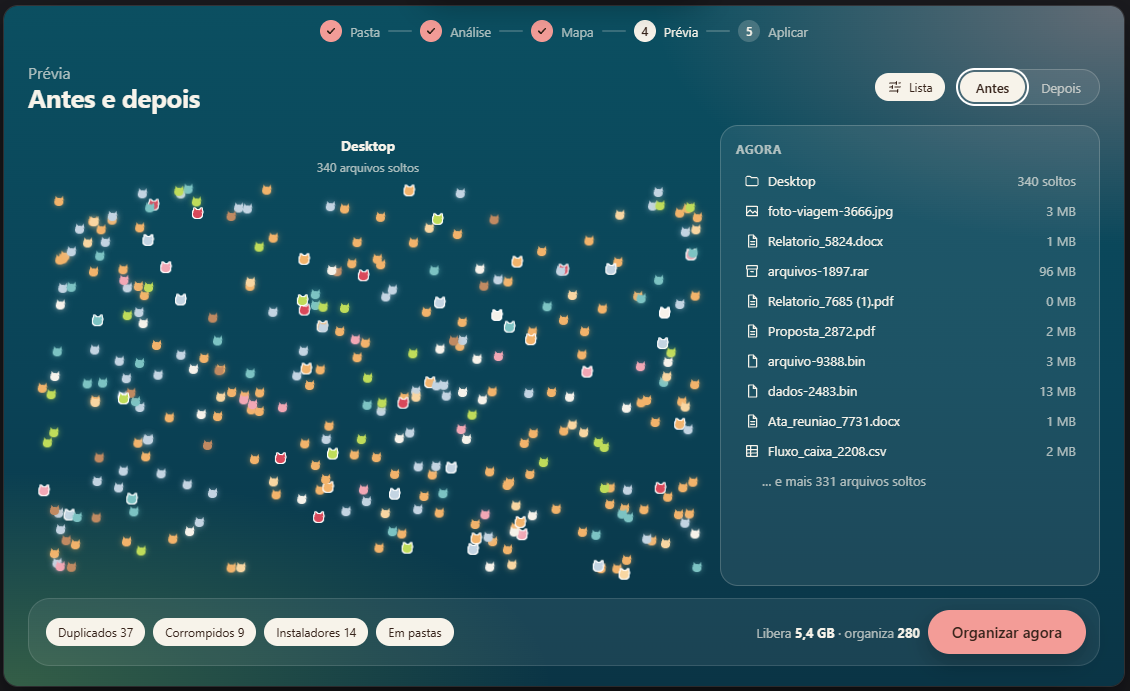 Pasta
Análise
Mapa
4 Prévia
5 Aplicar
Prévia
Antes e depois
Lista
Antes
Depois
Desktop
340 arquivos soltos
AGORA
Desktop 340 soltos
foto-viagem-3666.jpg 3 MB
Relatorio_5824.docx 1 MB
arquivos-1897.rar 96 MB
Relatorio_7685 (1).pdf 0 MB
Proposta_2872.pdf 2 MB
arquivo-9388.bin 3 MB
dados-2483.bin 13 MB
Ata_reuniao_7731.docx 1 MB
Fluxo_caixa_2208.csv 2 MB
... e mais 331 arquivos soltos
Duplicados 37
Corrompidos 9
Instaladores 14
Em pastas
Libera 5,4 GB · organiza 280
Organizar agora